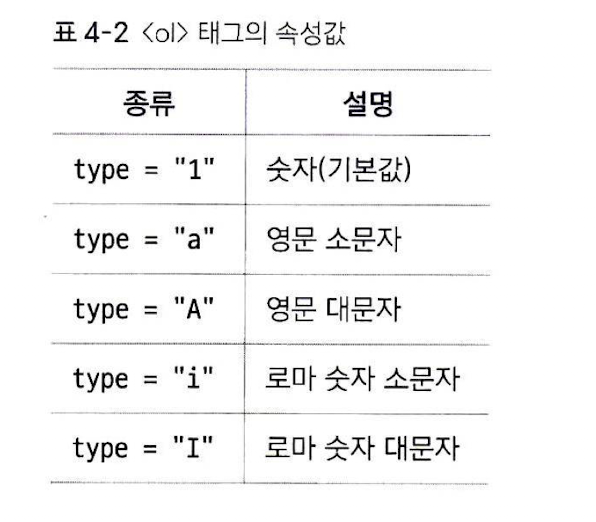 표 4-2 <ol> 태그의 속성값
종류 설명
type = "1" 숫자(기본값)
type = "a" 영문 소문자
type = "A" 영문 대문자
type = "i" 로마 숫자 소문자
type = "I" 로마 숫자 대문자